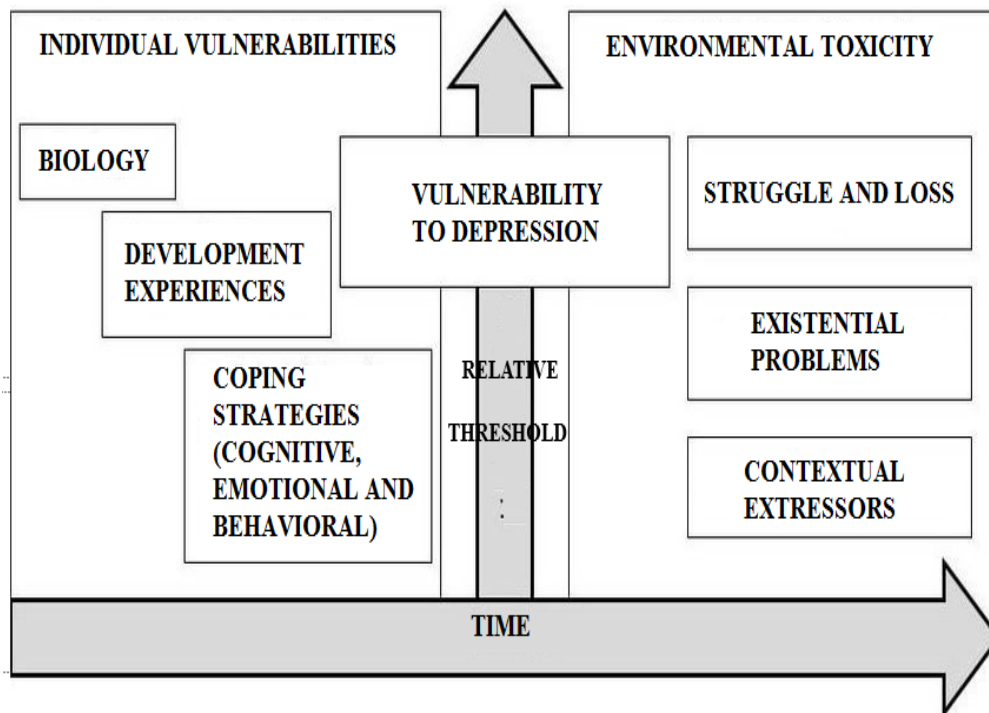 INDIVIDUAL VULNERABILITIES
BIOLOGY
DEVELOPMENT
EXPERIENCES
COPING
STRATEGIES
(COGNITIVE,
EMOTIONAL AND
BEHAVIORAL)
VULNERABILITY
TO DEPRESSION
RELATIVE
THRESHOLD
:
ENVIRONMENTAL TOXICITY
STRUGGLE AND LOSS
EXISTENTIAL
PROBLEMS
CONTEXTUAL
EXTRESSORS
TIME